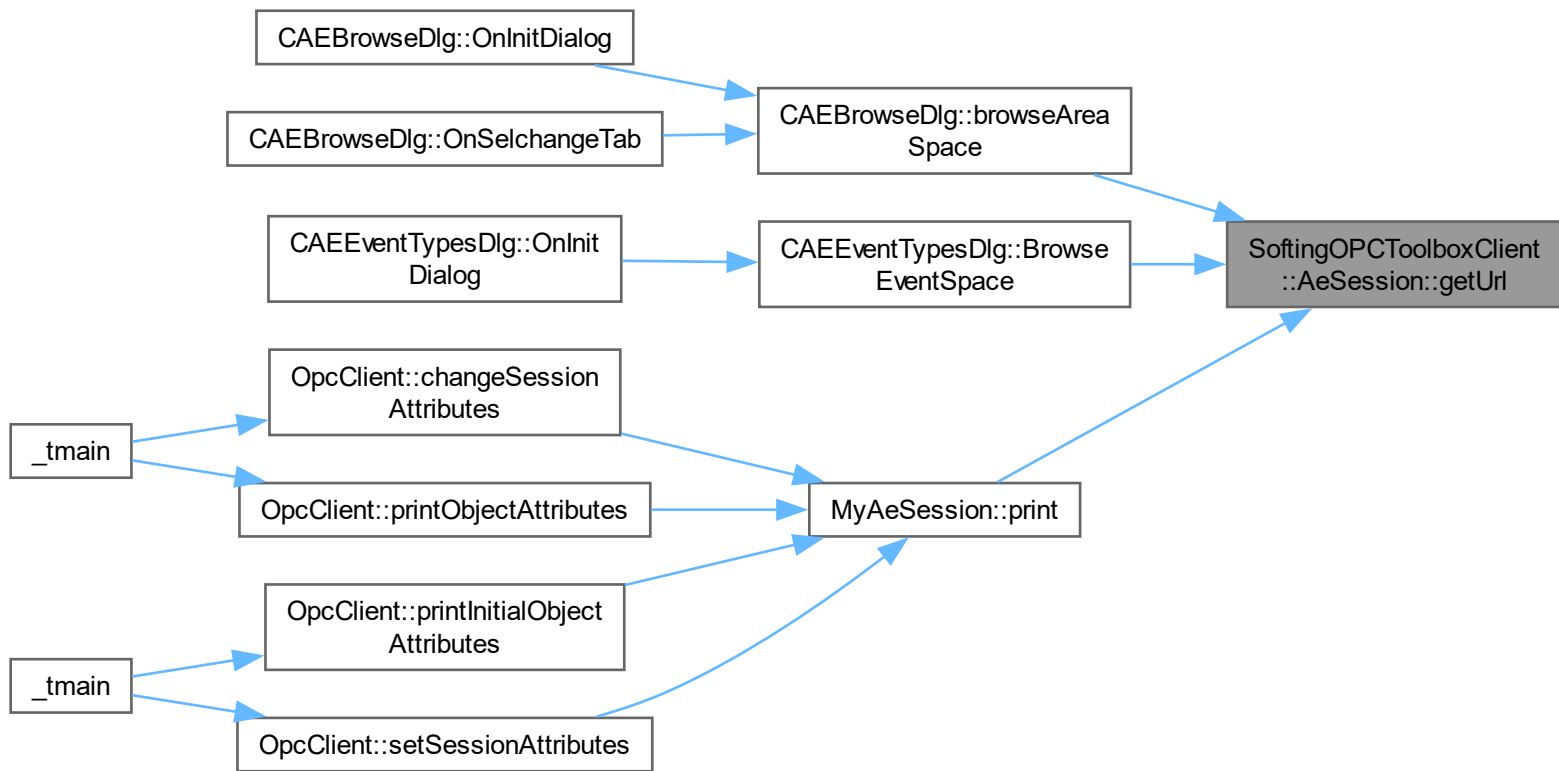 CAEBrowseDlg::OnInitDialog
CAEBrowseDlg::browseArea
Space
CAEBrowseDlg::OnSelchangeTab
CAEEventTypesDlg::OnInit
Dialog
CAEEventTypesDlg::Browse
EventSpace
SoftingOPCToolboxClient
::AeSession::getUrl
OpcClient::changeSession
Attributes
_tmain
OpcClient::printObjectAttributes
MyAeSession::print
OpcClient::printInitialObject
Attributes
_tmain
OpcClient::setSessionAttributes